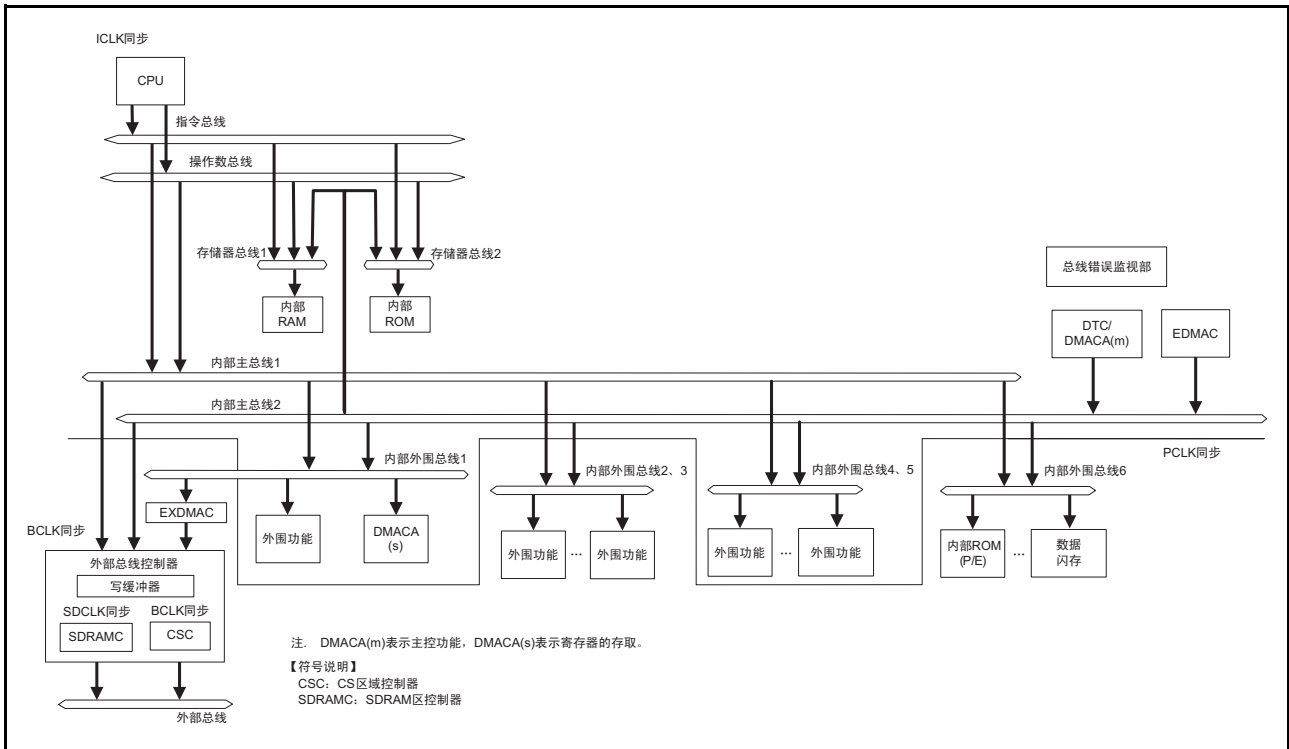 ICLK同步
CPU
指令总线
操作数总线
存储器总线1
存储器总线2
内部
RAM
内部
ROM
总线错误监视部
DTC/
DMACA(m)
EDMAC
内部主总线1
内部主总线2
PCLK同步
内部外围总线1
内部外围总线2、3
内部外围总线4、5
内部外围总线6
EXDMAC
BCLK同步
外围功能
DMACA
(s)
外围功能
…
外围功能
外围功能
…
外围功能
内部ROM
(P/E)
…
数据
闪存
外部总线控制器
写缓冲器
SDCLK同步
BCLK同步
SDRAMC
CSC
外部总线
注. DMACA(m)表示主控功能，DMACA(s)表示寄存器的存取。
【符号说明】
CSC：CS区域控制器
SDRAMC：SDRAM区控制器